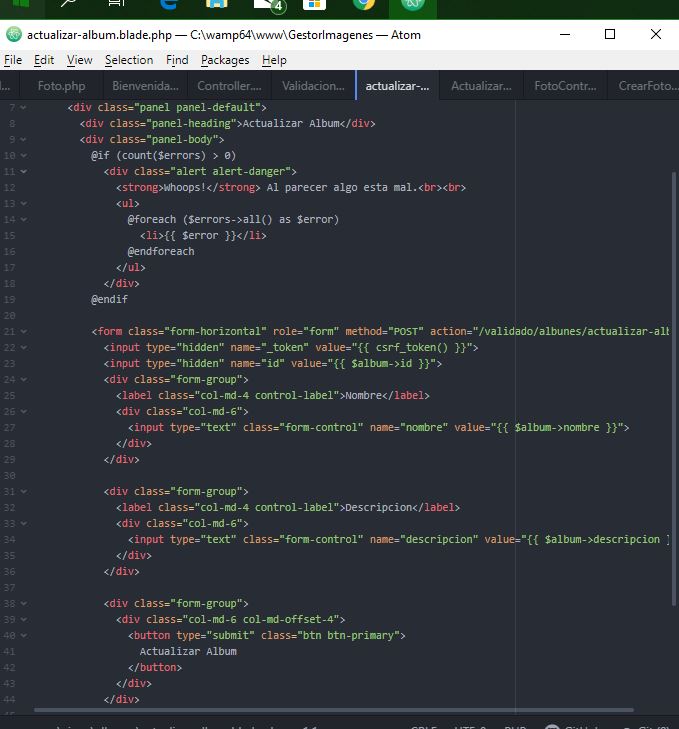 4
actualizar-album.blade.php — C:\wamp64\www\GestorImagenes — Atom
File Edit View Selection Find Packages Help
Foto.php Bienvenida... Controller.... Validacion... actualizar-... Actualizar... FotoContr... CrearFoto...
7 <div class="panel panel-default">
8 <div class="panel-heading">Actualizar Album</div>
9 <div class="panel-body">
10 @if (count($errors) > 0)
11 <div class="alert alert-danger">
12 <strong>Whoops!</strong> Al parecer algo esta mal.<br><br>
13 <ul>
14 @foreach ($errors->all() as $error)
15 <li>{{ $error }}</li>
16 @endforeach
17 </ul>
18 </div>
19 @endif
20
21 <form class="form-horizontal" role="form" method="POST" action="/validado/albunes/actualizar-alb
22 <input type="hidden" name="_token" value="{{ csrf_token() }}">
23 <input type="hidden" name="id" value="{{ $album->id }}">
24 <div class="form-group">
25 <label class="col-md-4 control-label">Nombre</label>
26 <div class="col-md-6">
27 <input type="text" class="form-control" name="nombre" value="{{ $album->nombre }}">
28 </div>
29 </div>
30
31 <div class="form-group">
32 <label class="col-md-4 control-label">Descripcion</label>
33 <div class="col-md-6">
34 <input type="text" class="form-control" name="descripcion" value="{{ $album->descripcion }
35 </div>
36 </div>
37
38 <div class="form-group">
39 <div class="col-md-6 col-md-offset-4">
40 <button type="submit" class="btn btn-primary">
41 Actualizar Album
42 </button>
43 </div>
44 </div>